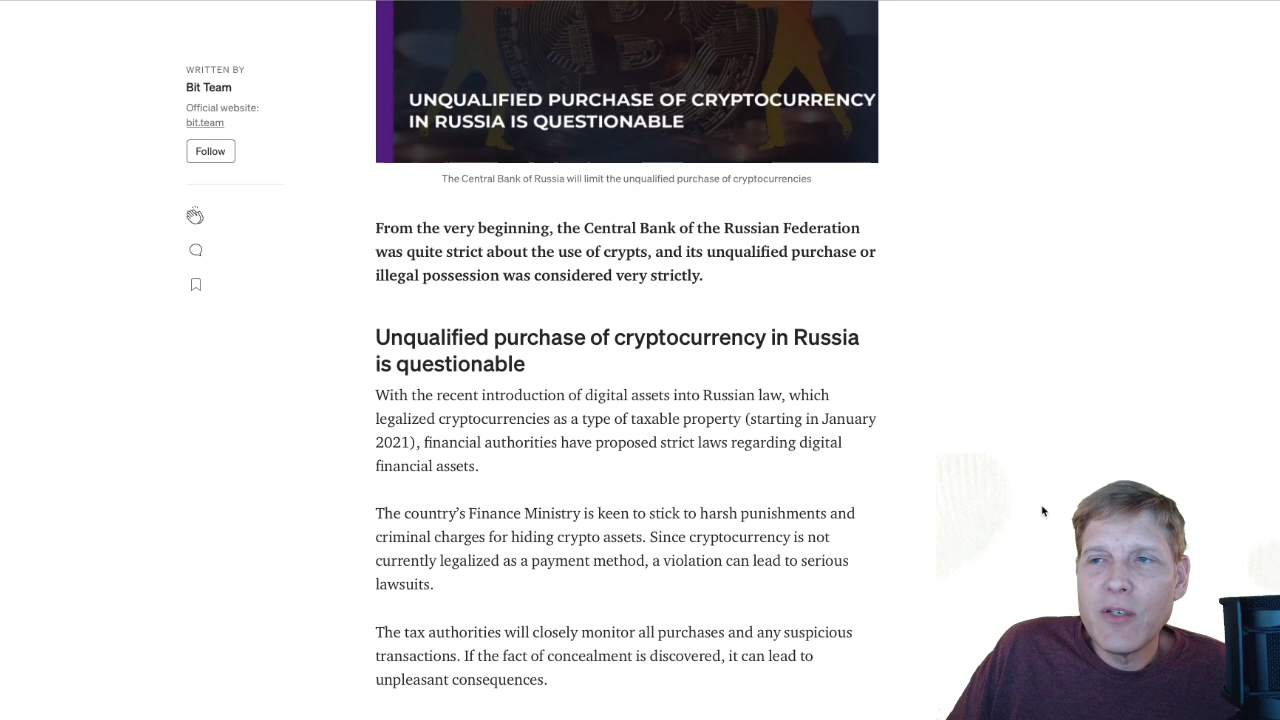 UNQUALIFIED PURCHASE OF CRYPTOCURRENCY
IN RUSSIA IS QUESTIONABLE
The Central Bank of Russia will limit the unqualified purchase of cryptocurrencies
WRITTEN BY
Bit Team
Official website:
bit.team
Follow
From the very beginning, the Central Bank of the Russian Federation
was quite strict about the use of crypts, and its unqualified purchase or
illegal possession was considered very strictly.
Unqualified purchase of cryptocurrency in Russia
is questionable
With the recent introduction of digital assets into Russian law, which
legalized cryptocurrencies as a type of taxable property (starting in January
2021), financial authorities have proposed strict laws regarding digital
financial assets.
The country’s Finance Ministry is keen to stick to harsh punishments and
criminal charges for hiding crypto assets. Since cryptocurrency is not
currently legalized as a payment method, a violation can lead to serious
lawsuits.
The tax authorities will closely monitor all purchases and any suspicious
transactions. If the fact of concealment is discovered, it can lead to
unpleasant consequences.